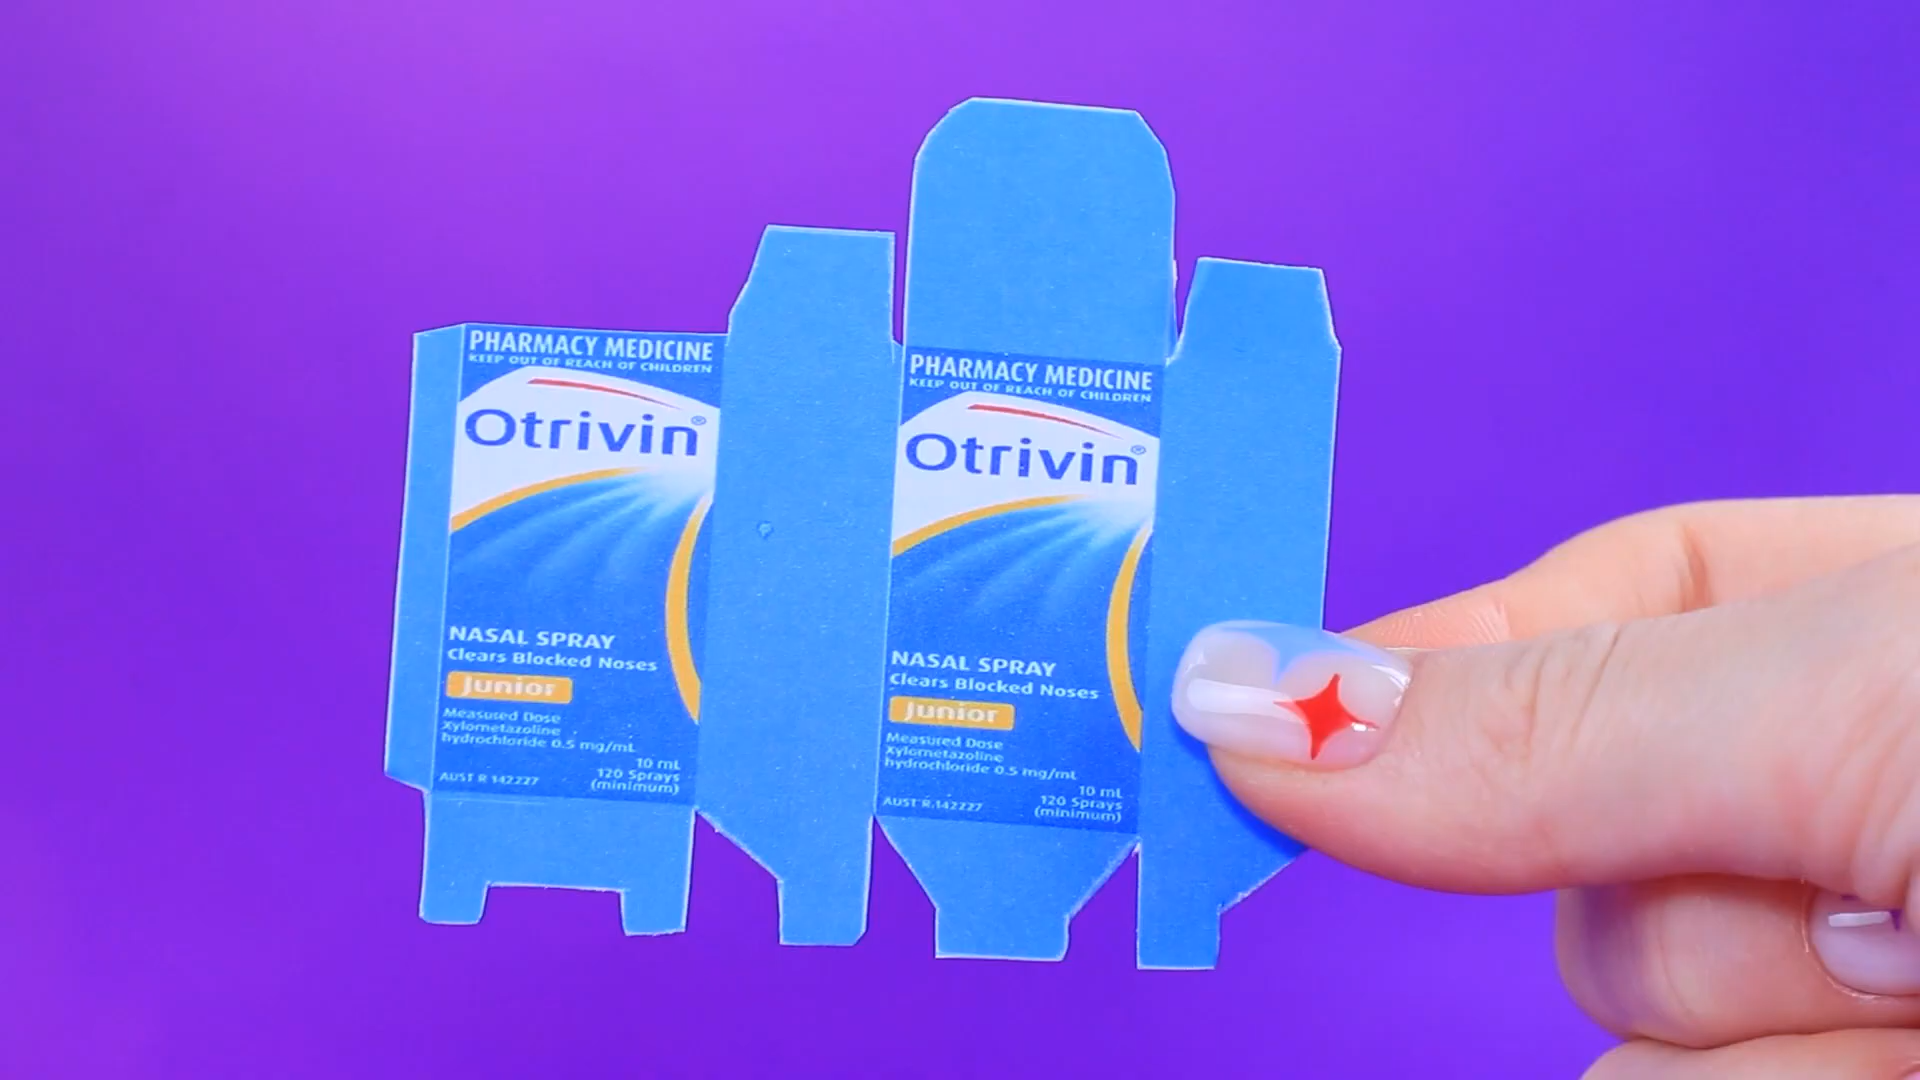 PHARMACY MEDICINE
KEEP OUT OF REACH OF CHILDREN
Otrivin®
NASAL SPRAY
Clears Blocked Noses
Junior
Measured Dose
Xylometazoline
hydrochloride 0.5 mg/mL
10 mL
120 Sprays
(minimum)
AUST R 142227
PHARMACY MEDICINE
KEEP OUT OF REACH OF CHILDREN
Otrivin®
NASAL SPRAY
Clears Blocked Noses
Junior
Measured Dose
Xylometazoline
hydrochloride 0.5 mg/mL
10 mL
120 Sprays
(minimum)
AUST R.142227